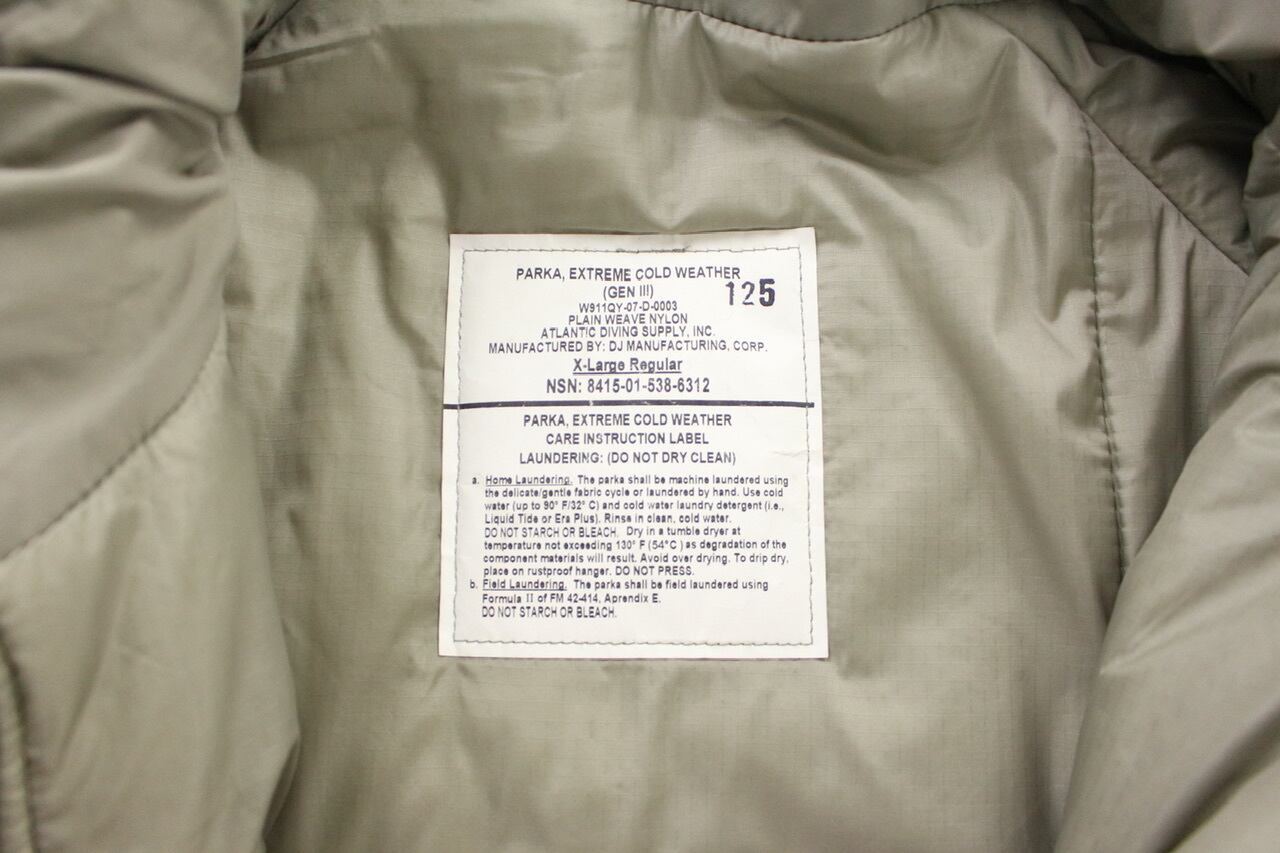 PARKA, EXTREME COLD WEATHER
(GEN III)
125
W911QY-07-D-0003
PLAIN WEAVE NYLON
ATLANTIC DIVING SUPPLY, INC.
MANUFACTURED BY: DJ MANUFACTURING, CORP.
X-Large Regular
NSN: 8415-01-538-6312
PARKA, EXTREME COLD WEATHER
CARE INSTRUCTION LABEL
LAUNDERING: (DO NOT DRY CLEAN)
a. Home Laundering. The parka shall be machine laundered using
the delicate/gentle fabric cycle or laundered by hand. Use cold
water (up to 90° F/32° C) and cold water laundry detergent (i.e.,
Liquid Tide or Era Plus). Rinse in clean, cold water.
DO NOT STARCH OR BLEACH. Dry in a tumble dryer at
temperature not exceeding 130° F (54°C ) as degradation of the
component materials will result. Avoid over drying. To drip dry,
place on rustproof hanger. DO NOT PRESS.
b. Field Laundering. The parka shall be field laundered using
Formula II of FM 42-414, Aprendix E.
DO NOT STARCH OR BLEACH.